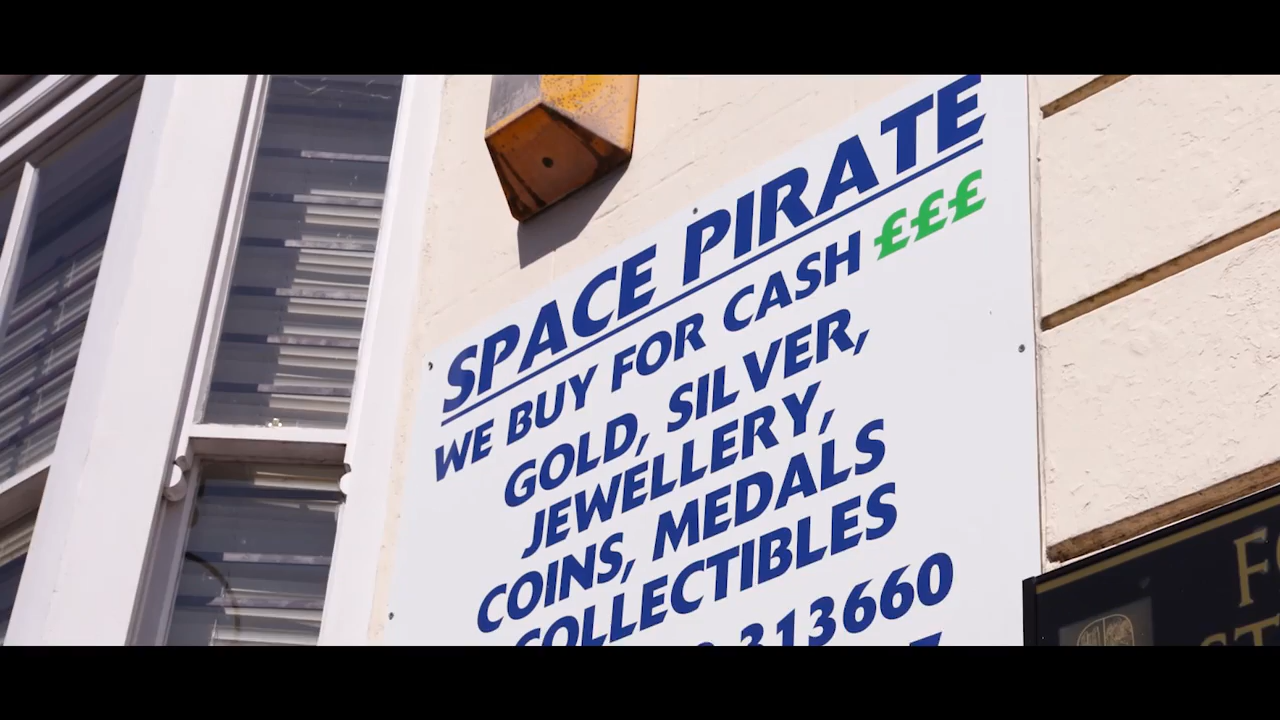 SPACE PIRATE
WE BUY FOR CASH £££
GOLD, SILVER,
JEWELLERY,
COINS, MEDALS
COLLECTIBLES
313660